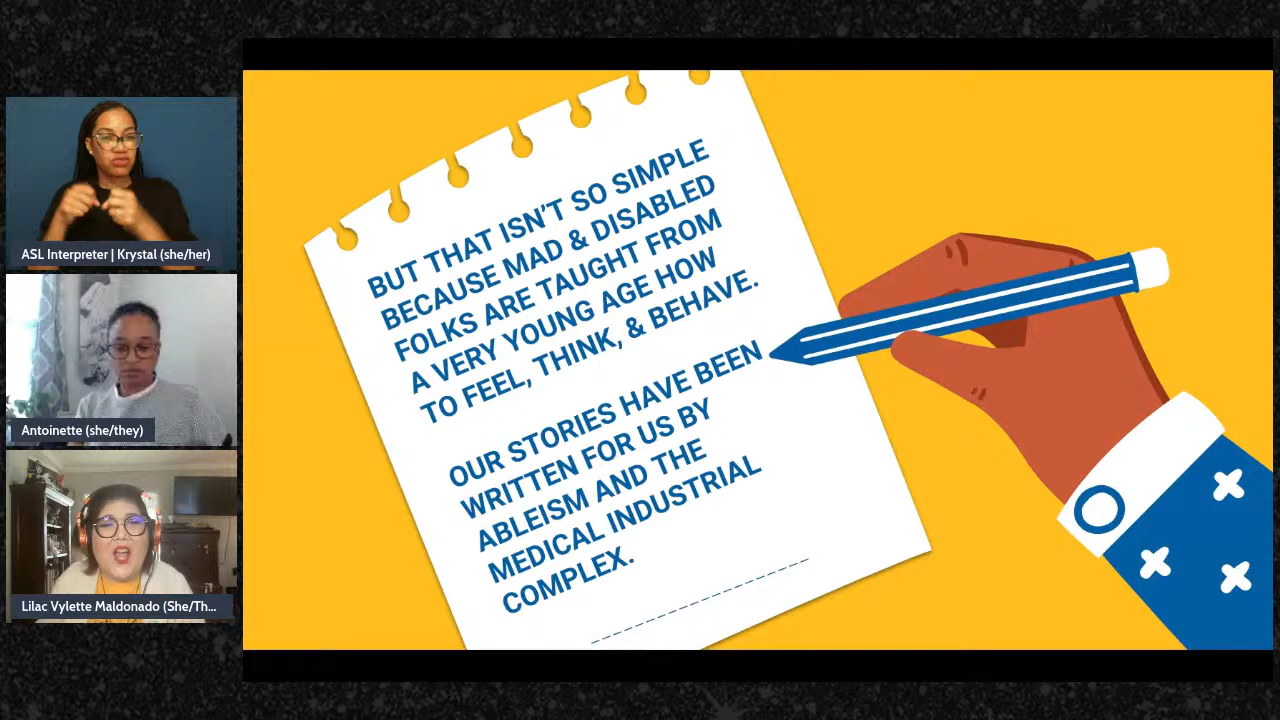 ASL Interpreter | Krystal (she/her)
Antoinette (she/they)
Lilac Vylette Maldonado (She/Th...
BUT THAT ISN'T SO SIMPLE
BECAUSE MAD & DISABLED
FOLKS ARE TAUGHT FROM
A VERY YOUNG AGE HOW
TO FEEL, THINK, & BEHAVE.
OUR STORIES HAVE BEEN
WRITTEN FOR US BY
ABLEISM AND THE
MEDICAL INDUSTRIAL
COMPLEX.